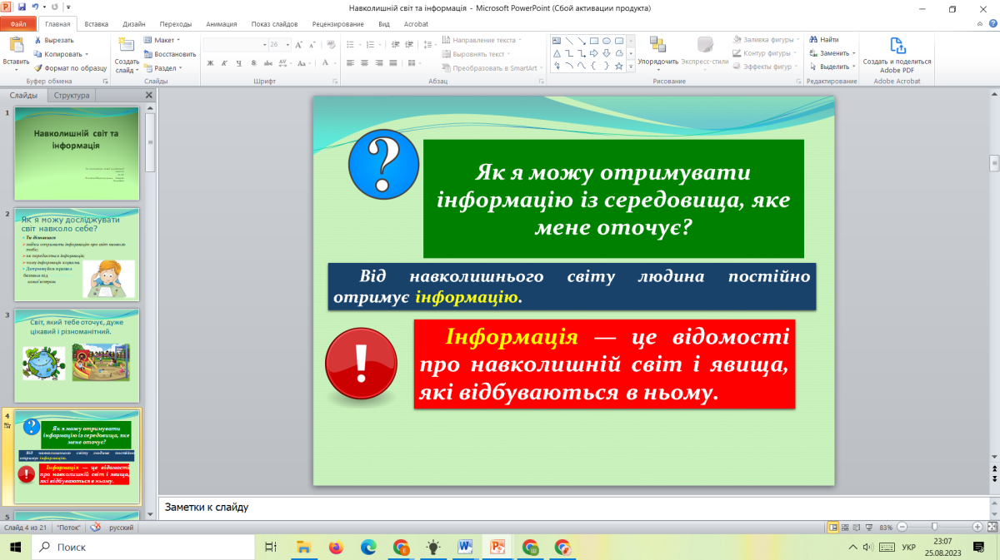 Навколишній світ та інформація - Microsoft PowerPoint (Сбой активации продукта)
Файл Главная Вставка Дизайн Переходы Анимация Показ слайдов Рецензирование Вид Acrobat
Вставить
Вырезать
Копировать
Формат по образцу
Буфер обмена
Создать слайд
Макет
Восстановить
Раздел
Слайды
26
Ж К Ч S abc AV Aa A
Шрифт
Направление текста
Выровнять текст
Преобразовать в SmartArt
Абзац
Упорядочить
Экспресс-стили
Заливка фигуры
Контур фигуры
Эффекты фигур
Рисование
Найти
Заменить
Выделить
Редактирование
Создать и поделиться
Adobe PDF
Adobe Acrobat
Слайды Структура
1
Навколишній світ та
інформація
2
Як я можу досліджувати
світ навколо себе?
Ти дізнаєшся
звідки отримати інформацію про світ навколо
тебе;
як передається інформація;
чому інформація корисна.
Дотримуйся правил
безпеки під
3
Світ, який тебе оточує, дуже
цікавий і різноманітний.
4
Як я можу отримувати
інформацію із середовища, яке
мене оточує?
Від навколишнього світу людина постійно
отримує інформацію.
!
Інформація — це відомості
про навколишній світ і явища,
які відбуваються в ньому.
5
?
Як я можу отримувати
інформацію із середовища, яке
мене оточує?
Від навколишнього світу людина постійно
отримує інформацію.
!
Інформація — це відомості
про навколишній світ і явища,
які відбуваються в ньому.
Заметки к слайду
Слайд 4 из 21 "Поток" русский 83%
Поиск
УКР
23:07
25.08.2023